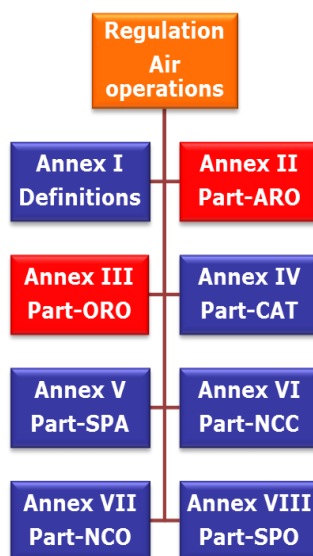 Regulation
Air
operations
Annex I
Definitions
Annex II
Part-ARO
Annex III
Part-ORO
Annex IV
Part-CAT
Annex V
Part-SPA
Annex VI
Part-NCC
Annex VII
Part-NCO
Annex VIII
Part-SPO